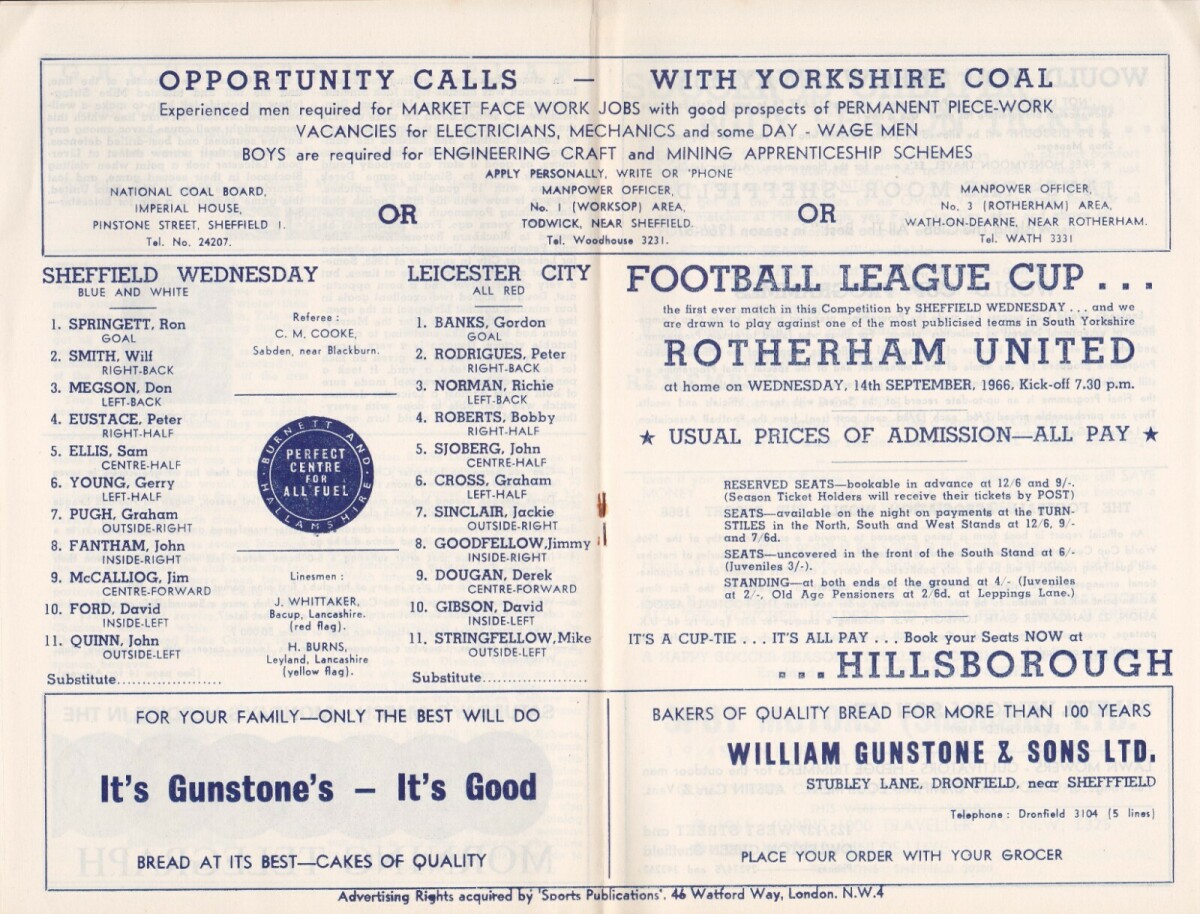 OPPORTUNITY CALLS — WITH YORKSHIRE COAL
Experienced men required for MARKET FACE WORK JOBS with good prospects of PERMANENT PIECE-WORK
VACANCIES for ELECTRICIANS, MECHANICS and some DAY - WAGE MEN
BOYS are required for ENGINEERING CRAFT and MINING APPRENTICESHIP SCHEMES
APPLY PERSONALLY, WRITE OR 'PHONE
NATIONAL COAL BOARD,
IMPERIAL HOUSE,
PINSTONE STREET, SHEFFIELD 1.
Tel. No. 24207.
OR
MANPOWER OFFICER,
No. 1. (WORKSOP) AREA,
TODWICK, NEAR SHEFFIELD.
Tel. Woodhouse 3231.
OR
MANPOWER OFFICER,
No. 3 (ROTHERHAM) AREA,
WATH-ON-DEARNE, NEAR ROTHERHAM.
Tel. WATH 3331
SHEFFIELD WEDNESDAY
BLUE AND WHITE
1. SPRINGETT, Ron
GOAL
2. SMITH, Wilf
RIGHT-BACK
3. MEGSON, Don
LEFT-BACK
4. EUSTACE, Peter
RIGHT-HALF
5. ELLIS, Sam
CENTRE-HALF
6. YOUNG, Gerry
LEFT-HALF
7. PUGH, Graham
OUTSIDE-RIGHT
8. FANTHAM, John
INSIDE-RIGHT
9. McCALLIOG, Jim
CENTRE-FORWARD
10. FORD, David
INSIDE-LEFT
11. QUINN, John
OUTSIDE-LEFT
Substitute.....................
Referee :
C. M. COOKE,
Sabden, near Blackburn.
BURNETT AND HALLAMSHIRE
PERFECT
CENTRE
FOR
ALL FUEL
Linesmen :
J. WHITTAKER,
Bacup, Lancashire.
(red flag).
H. BURNS,
Leyland, Lancashire
(yellow flag).
LEICESTER CITY
ALL RED
1. BANKS, Gordon
GOAL
2. RODRIGUES, Peter
RIGHT-BACK
3. NORMAN, Richie
LEFT-BACK
4. ROBERTS, Bobby
RIGHT-HALF
5. SJOBERG, John
CENTRE-HALF
6. CROSS, Graham
LEFT-HALF
7. SINCLAIR, Jackie
OUTSIDE-RIGHT
8. GOODFELLOW, Jimmy
INSIDE-RIGHT
9. DOUGAN, Derek
CENTRE-FORWARD
10. GIBSON, David
INSIDE-LEFT
11. STRINGFELLOW, Mike
OUTSIDE-LEFT
Substitute.....................
FOOTBALL LEAGUE CUP . . .
the first ever match in this Competition by SHEFFIELD WEDNESDAY . . . and we
are drawn to play against one of the most publicised teams in South Yorkshire
ROTHERHAM UNITED
at home on WEDNESDAY, 14th SEPTEMBER, 1966, Kick-off 7.30 p.m.
★ USUAL PRICES OF ADMISSION—ALL PAY ★
RESERVED SEATS—bookable in advance at 12/6 and 9/-.
(Season Ticket Holders will receive their tickets by POST)
SEATS—available on the night on payments at the TURN-
STILES in the North, South and West Stands at 12/6, 9/-
and 7/6d.
SEATS—uncovered in the front of the South Stand at 6/-
(Juveniles 3/-).
STANDING—at both ends of the ground at 4/- (Juveniles
at 2/-, Old Age Pensioners at 2/6d, at Leppings Lane.)
IT'S A CUP-TIE . . . . IT'S ALL PAY . . . . Book your Seats NOW at
. . . HILLSBOROUGH
FOR YOUR FAMILY—ONLY THE BEST WILL DO
It's Gunstone's – It's Good
BREAD AT ITS BEST—CAKES OF QUALITY
BAKERS OF QUALITY BREAD FOR MORE THAN 100 YEARS
WILLIAM GUNSTONE & SONS LTD.
STUBLEY LANE, DRONFIELD, near SHEFFIELD
Telephone : Dronfield 3104 (5 lines)
PLACE YOUR ORDER WITH YOUR GROCER
Advertising Rights acquired by 'Sports Publications'. 46 Watford Way, London. N.W.4